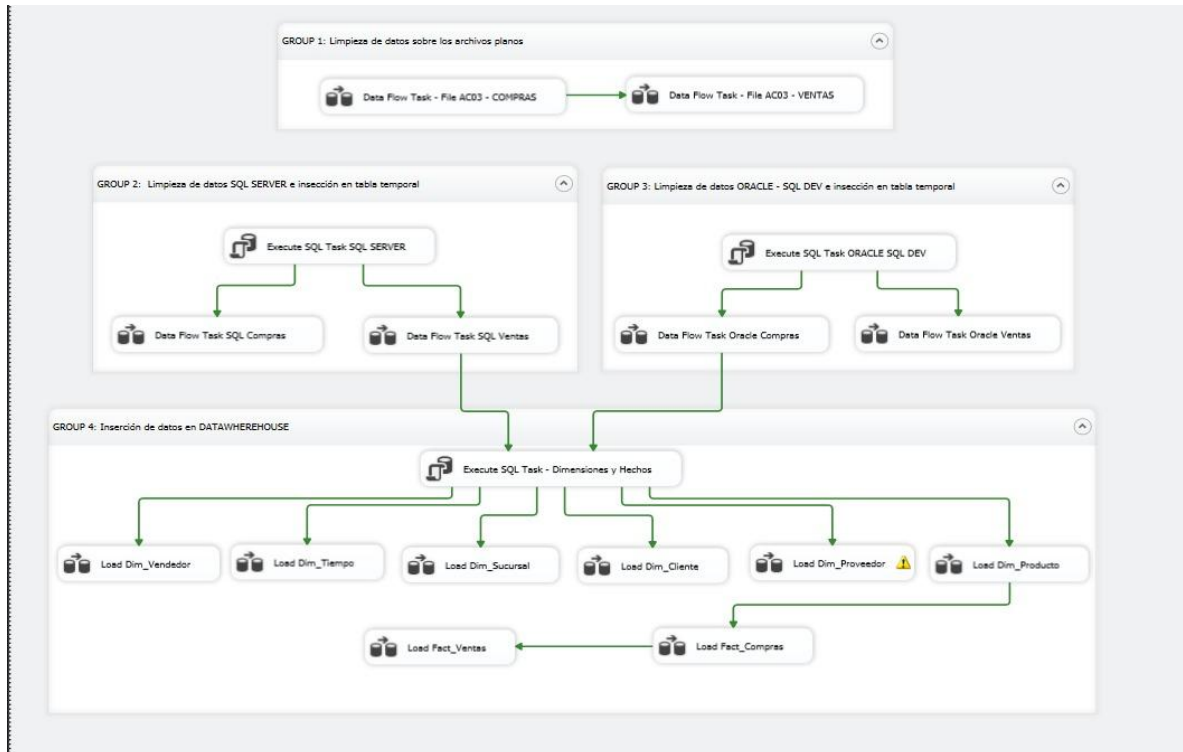 GROUP 1: Limpieza de datos sobre los archivos planos
Data Flow Task - File AC03 - COMPRAS
Data Flow Task - File AC03 - VENTAS
GROUP 2: Limpieza de datos SQL SERVER e insección en tabla temporal
Execute SQL Task SQL SERVER
Data Flow Task SQL Compras
Data Flow Task SQL Ventas
GROUP 3: Limpieza de datos ORACLE - SQL DEV e insección en tabla temporal
Execute SQL Task ORACLE SQL DEV
Data Flow Task Oracle Compras
Data Flow Task Oracle Ventas
GROUP 4: Inserción de datos en DATAWHEREHOUSE
Execute SQL Task - Dimensiones y Hechos
Load Dim_Vendedor
Load Dim_Tiempo
Load Dim_Sucursal
Load Dim_Cliente
Load Dim_Proveedor
Load Dim_Producto
Load Fact_Ventas
Load Fact_Compras